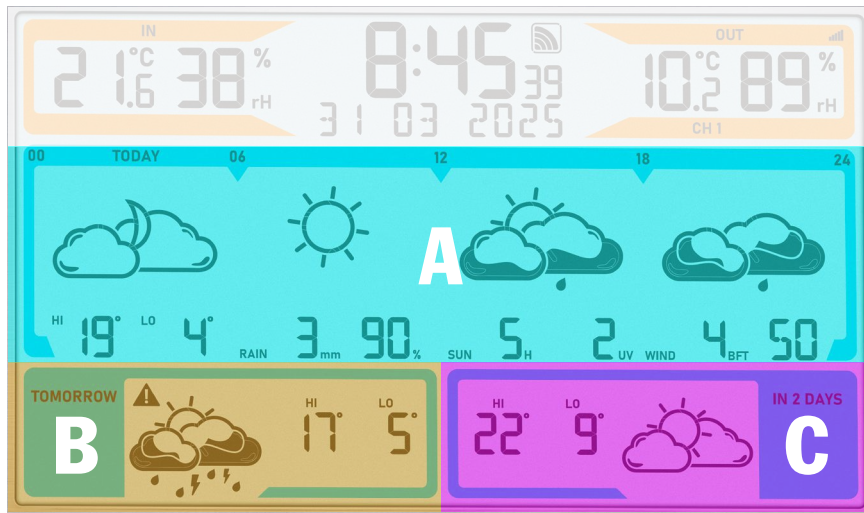 IN OUT
21.6 °C 38 % rH 8:45 39 10.2 °C 89 % rH
31 03 2025 CH 1
00 TODAY 06 12 18 24
A
HI 19° LO 4° RAIN 3 mm 90 % SUN 5 H 2 UV WIND 4 BFT 50
TOMORROW HI LO HI LO IN 2 DAYS
B 17° 5° 22° 9° C